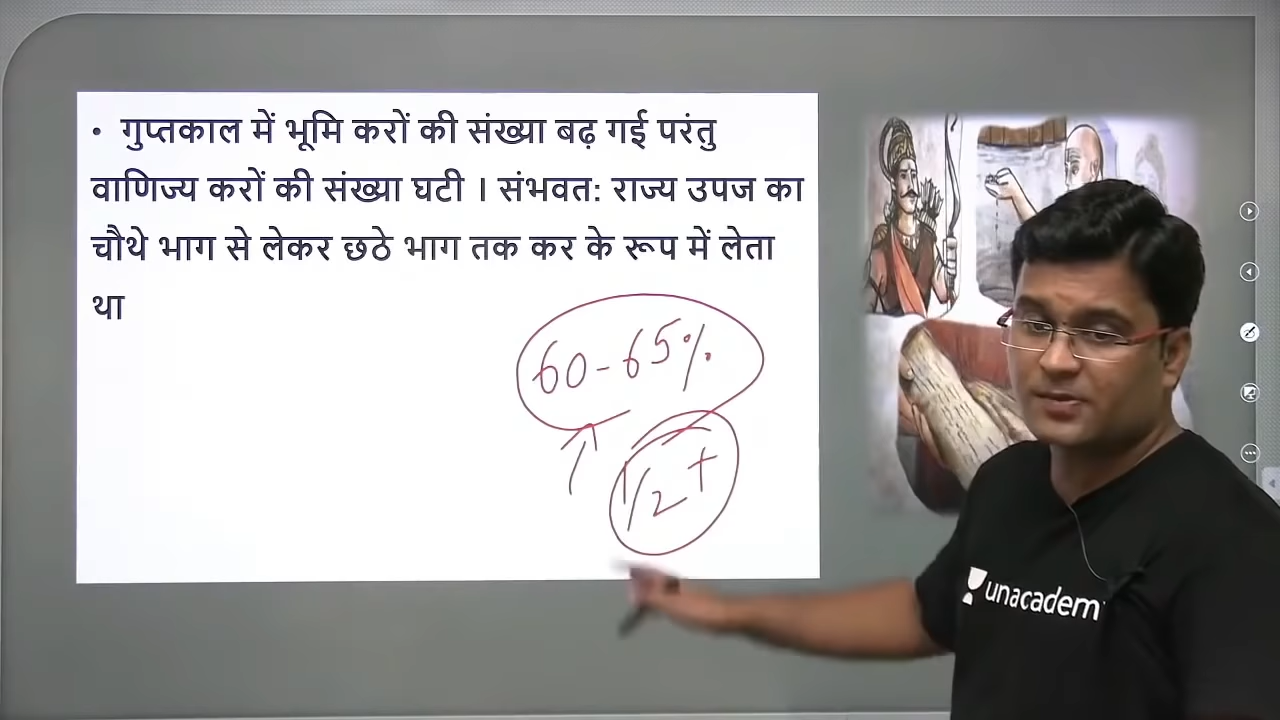 • गुप्तकाल में भूमि करों की संख्या बढ़ गई परंतु
वाणिज्य करों की संख्या घटी । संभवत: राज्य उपज का
चौथे भाग से लेकर छठे भाग तक कर के रूप में लेता
था
60-65%
1/2 +
unacadem